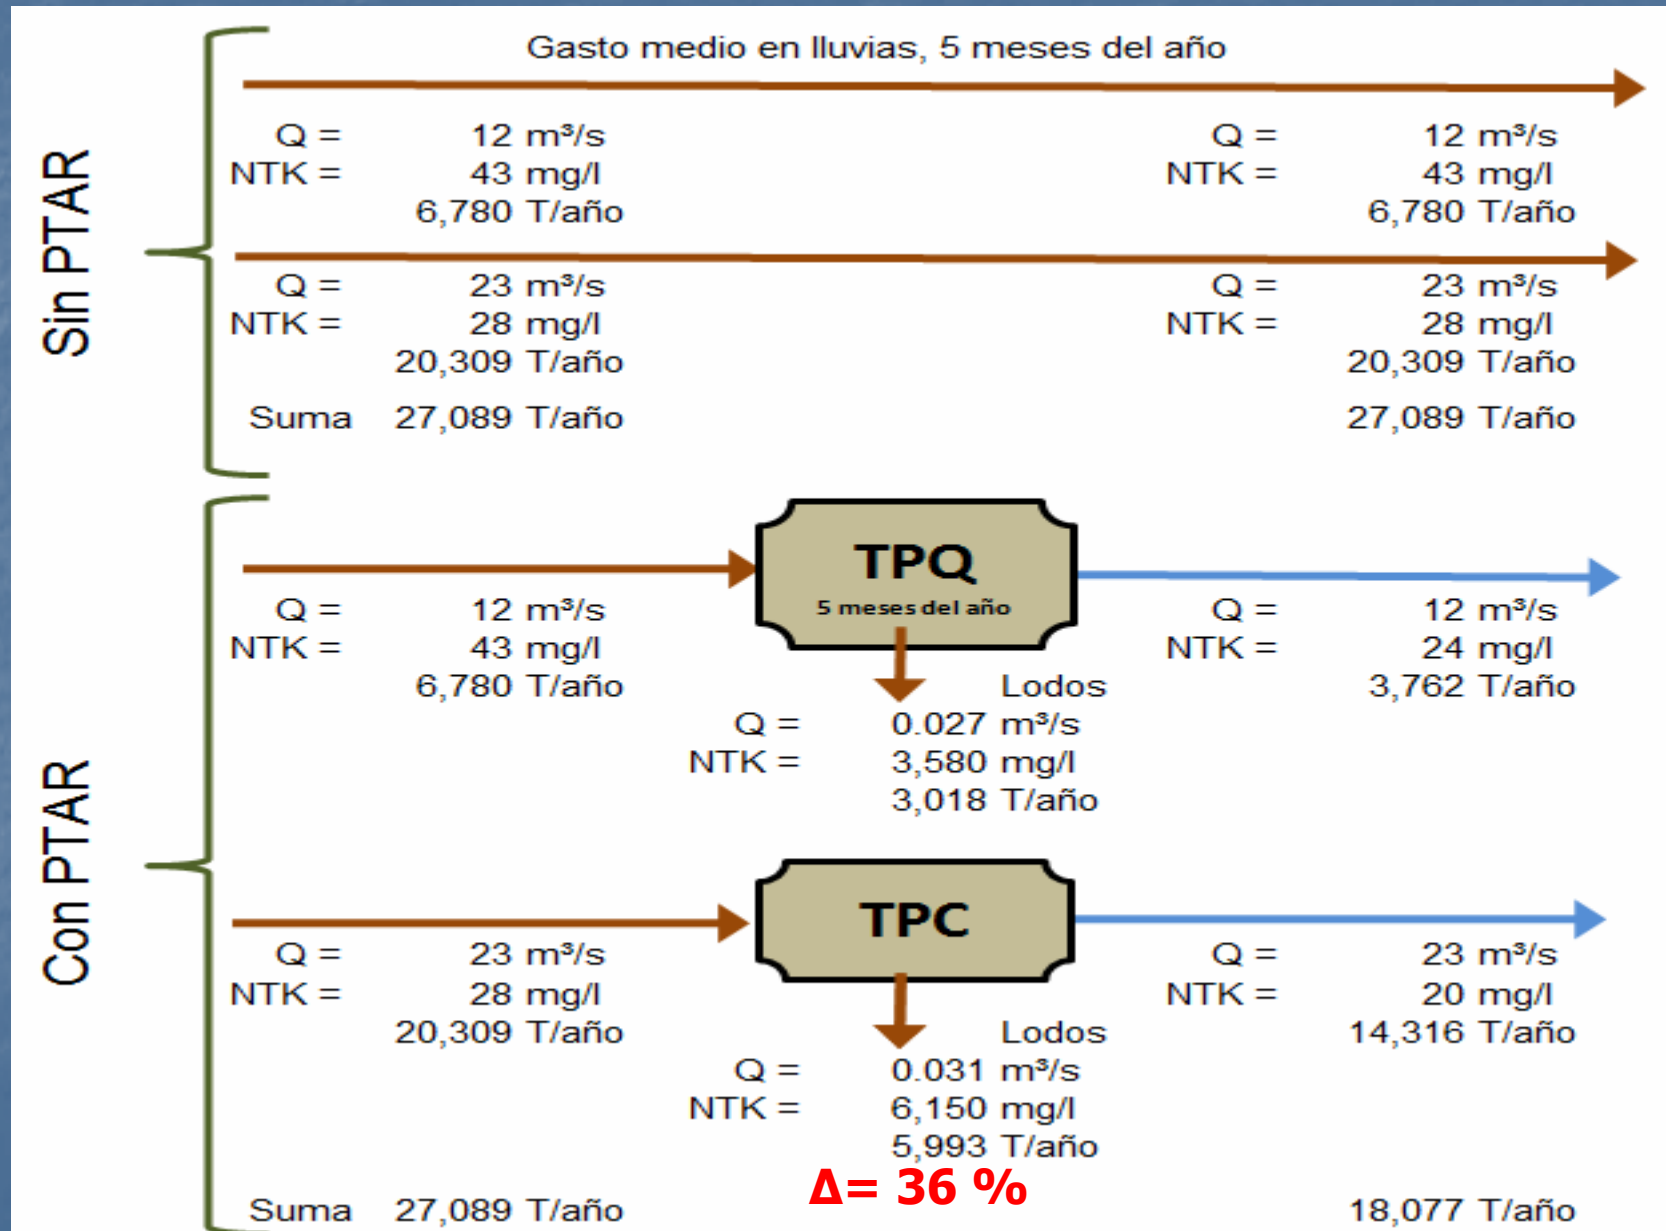 Gasto medio en lluvias, 5 meses del año
Sin PTAR
Q = 12 m³/s Q = 12 m³/s
NTK = 43 mg/l NTK = 43 mg/l
6,780 T/año 6,780 T/año
Q = 23 m³/s Q = 23 m³/s
NTK = 28 mg/l NTK = 28 mg/l
20,309 T/año 20,309 T/año
Suma 27,089 T/año 27,089 T/año
Con PTAR
TPQ
5 meses del año
Q = 12 m³/s Q = 12 m³/s
NTK = 43 mg/l NTK = 24 mg/l
6,780 T/año Lodos 3,762 T/año
Q = 0.027 m³/s
NTK = 3,580 mg/l
3,018 T/año
TPC
Q = 23 m³/s Q = 23 m³/s
NTK = 28 mg/l NTK = 20 mg/l
20,309 T/año Lodos 14,316 T/año
Q = 0.031 m³/s
NTK = 6,150 mg/l
5,993 T/año
Δ= 36 %
Suma 27,089 T/año 18,077 T/año